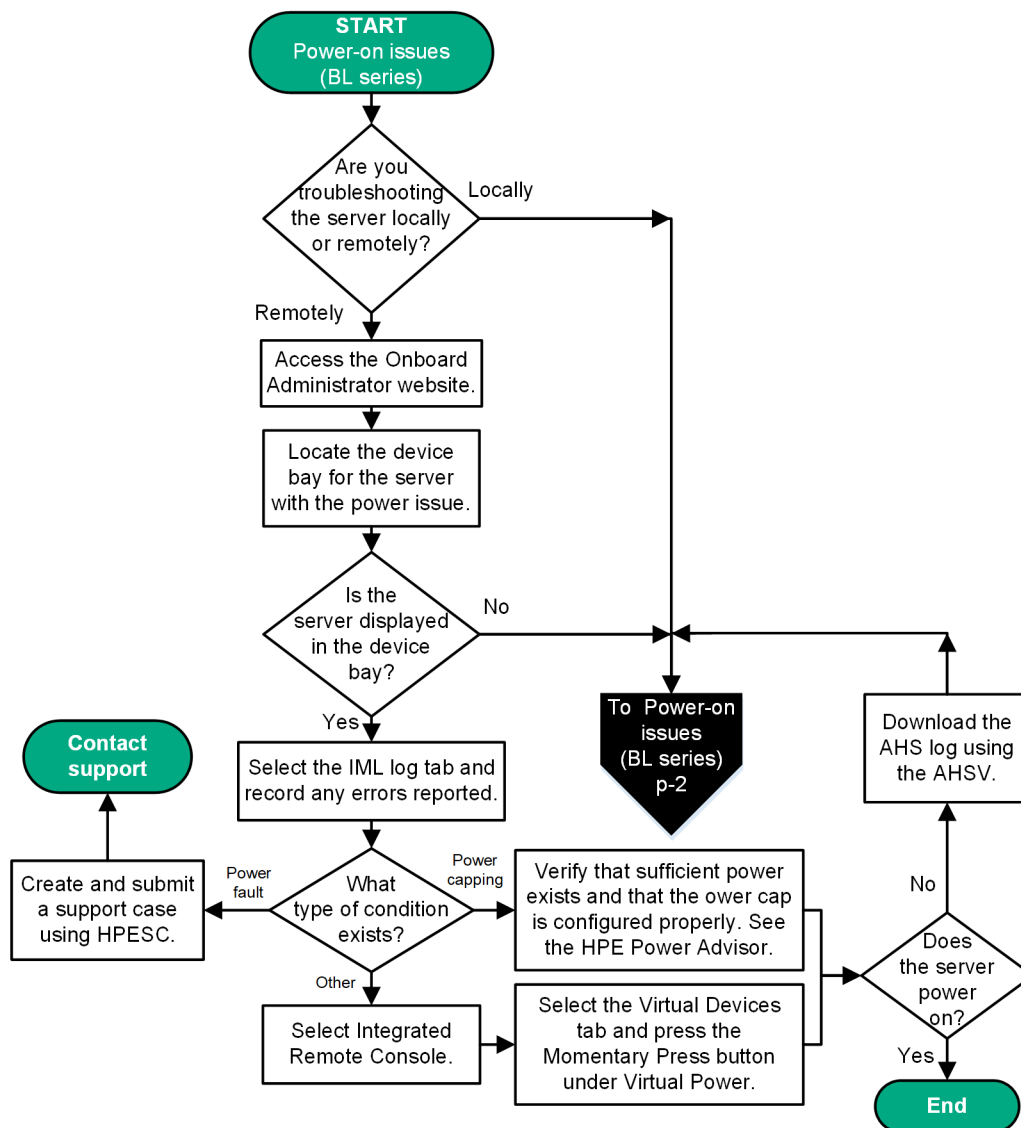 START
Power-on issues
(BL series)
Are you
troubleshooting
the server locally
or remotely?
Locally
Remotely
Access the Onboard
Administrator website.
Locate the device
bay for the server
with the power issue.
Is the
server displayed
in the device
bay?
No
Yes
To Power-on
issues
(BL series)
p-2
Download the
AHS log using
the AHSV.
Contact
support
Select the IML log tab and
record any errors reported.
Create and submit
a support case
using HPESC.
Power
fault
What
type of condition
exists?
Power
capping
Verify that sufficient power
exists and that the ower cap
is configured properly. See
the HPE Power Advisor.
No
Does
the server
power
on?
Other
Select Integrated
Remote Console.
Select the Virtual Devices
tab and press the
Momentary Press button
under Virtual Power.
Yes
End